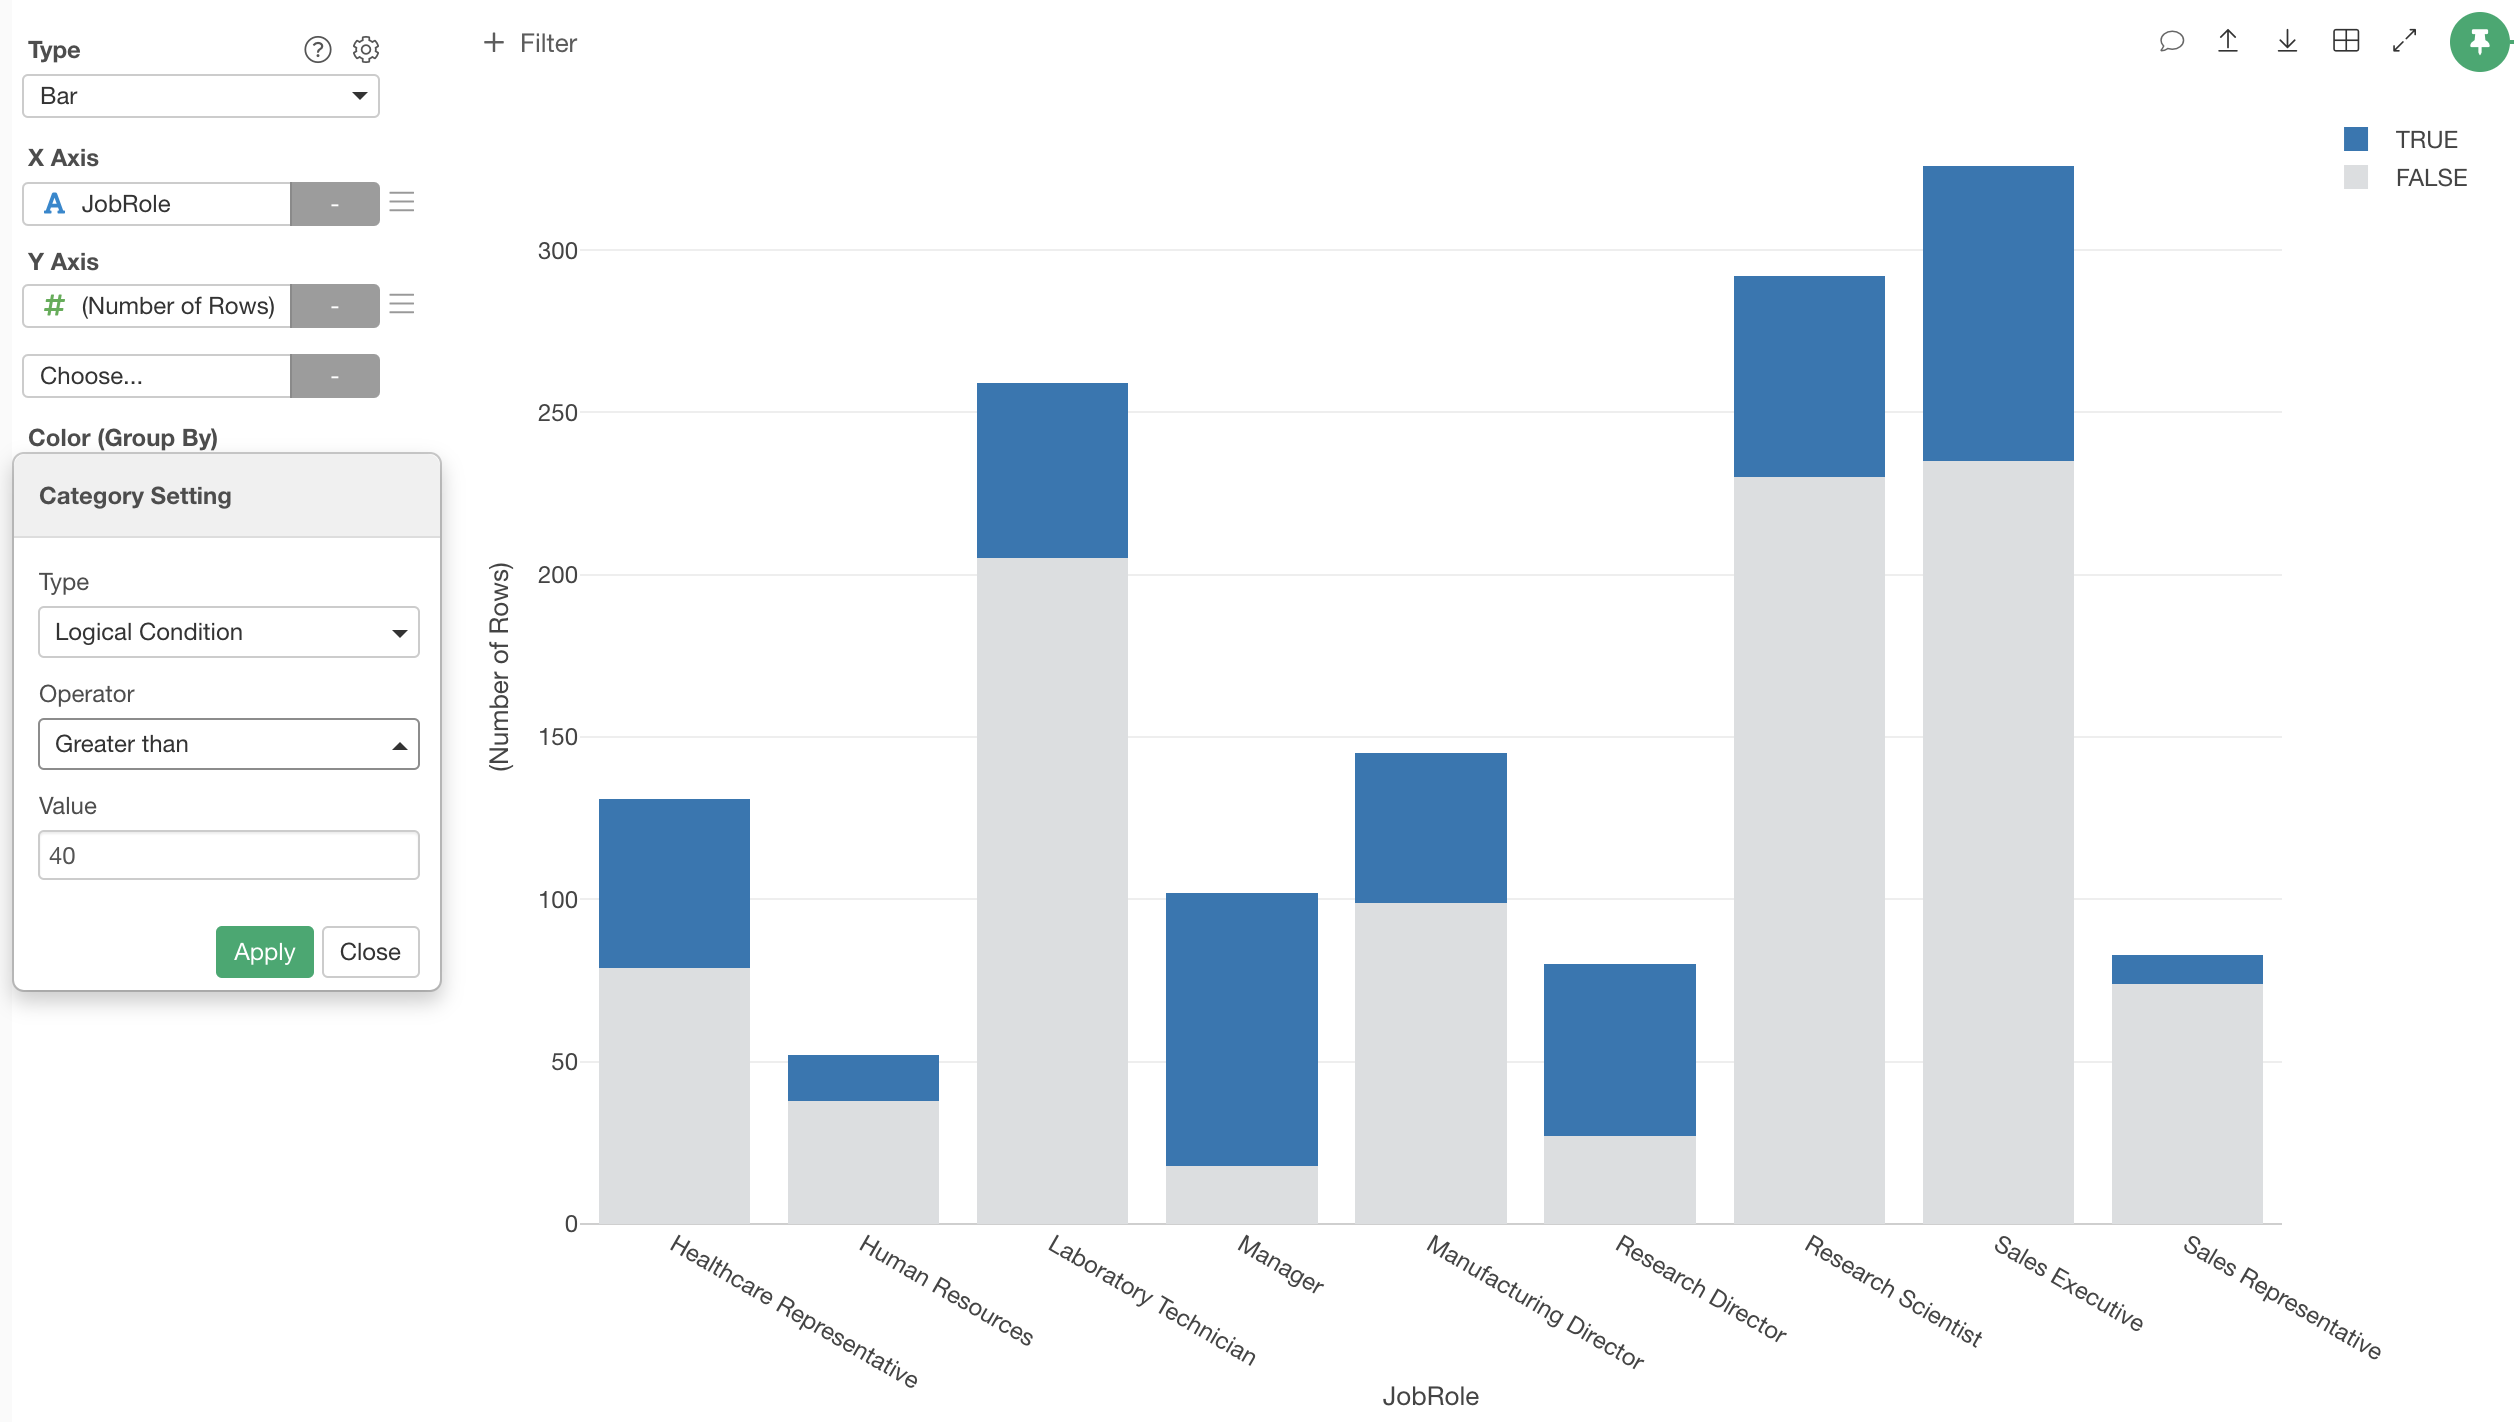 Type
Bar
X Axis
A JobRole -
Y Axis
# (Number of Rows) -
Choose... -
Color (Group By)
Category Setting
Type
Logical Condition
Operator
Greater than
Value
40
Apply Close
+ Filter
TRUE
FALSE
(Number of Rows)
300
250
200
150
100
50
0
Healthcare Representative
Human Resources
Laboratory Technician
Manager
Manufacturing Director
Research Director
Research Scientist
Sales Executive
Sales Representative
JobRole